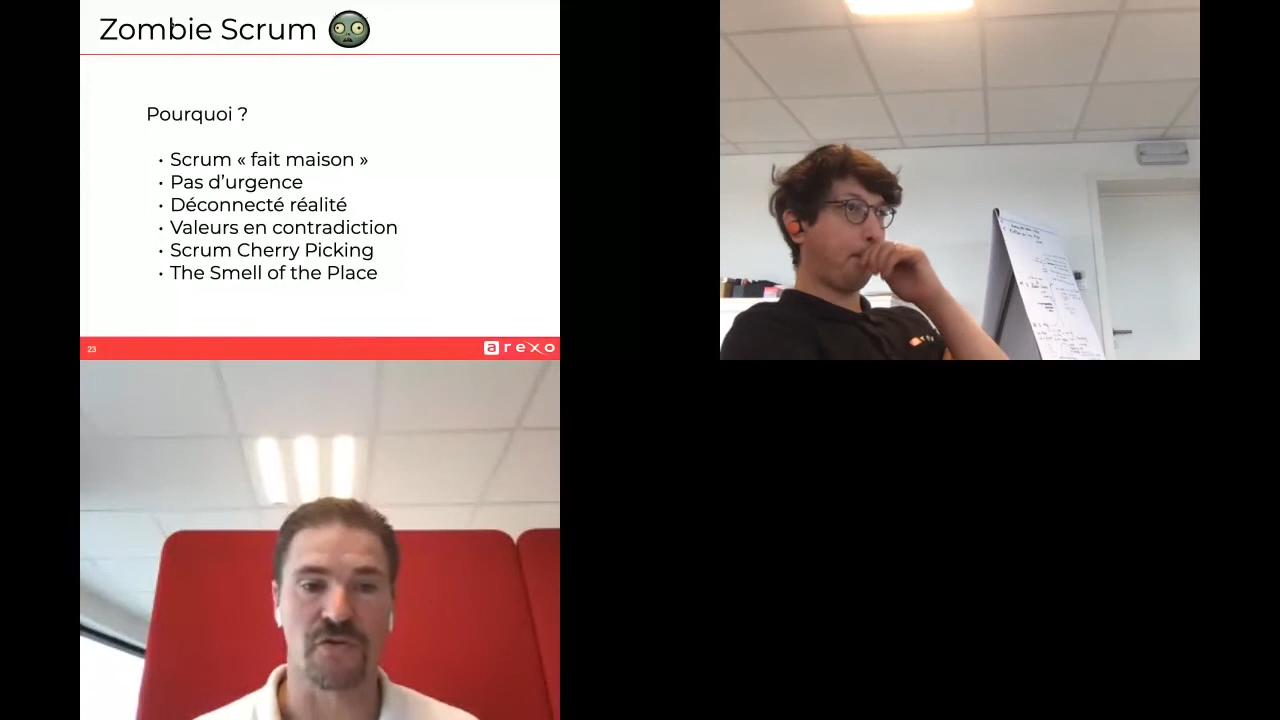 Zombie Scrum
Pourquoi ?
• Scrum « fait maison »
• Pas d'urgence
• Déconnecté réalité
• Valeurs en contradiction
• Scrum Cherry Picking
• The Smell of the Place
23
arexo